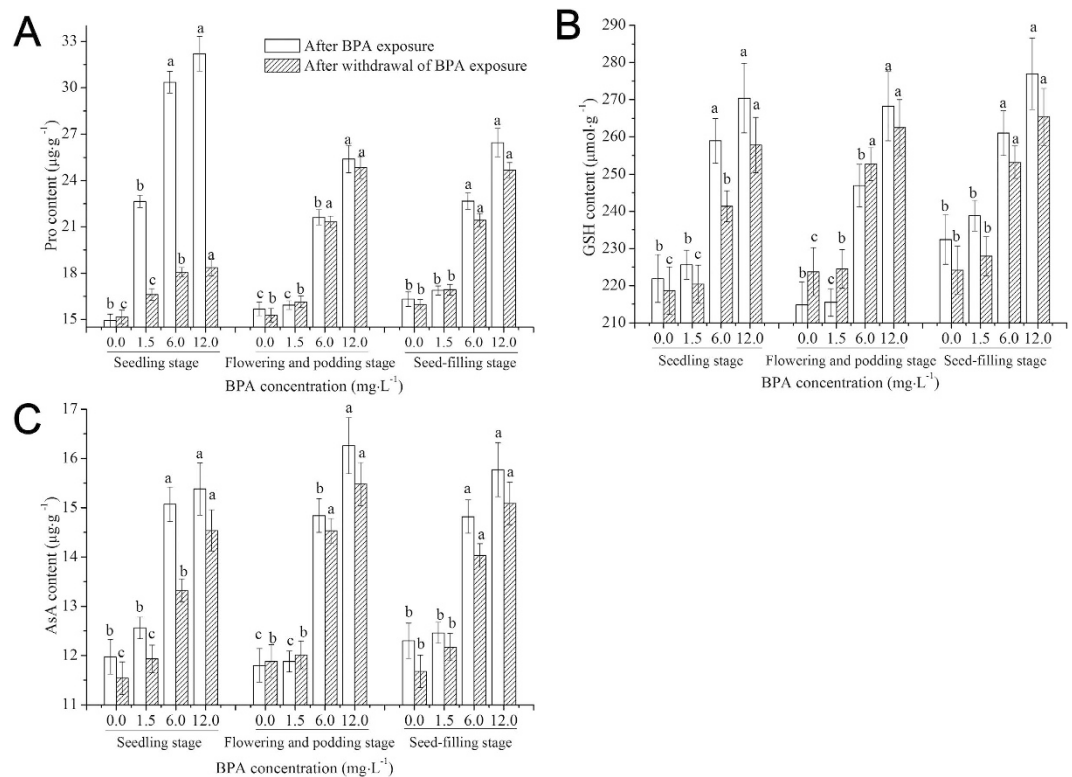 A
Pro content (μg·g⁻¹)
33
30
27
24
21
18
15
After BPA exposure
After withdrawal of BPA exposure
b c b c a b a a
c b c b b a a a
b b b b a a a a
0.0 1.5 6.0 12.0 0.0 1.5 6.0 12.0 0.0 1.5 6.0 12.0
Seedling stage Flowering and podding stage Seed-filling stage
BPA concentration (mg·L⁻¹)
B
GSH content (μmol·g⁻¹)
290
280
270
260
250
240
230
220
210
b c b c a b a a
b c b b b a a a
b b b b a a a a
0.0 1.5 6.0 12.0 0.0 1.5 6.0 12.0 0.0 1.5 6.0 12.0
Seedling stage Flowering and podding stage Seed-filling stage
BPA concentration (mg·L⁻¹)
C
AsA content (μg·g⁻¹)
17
16
15
14
13
12
11
b c b c a b a a
c b c b b a a a
b b b b a a a a
0.0 1.5 6.0 12.0 0.0 1.5 6.0 12.0 0.0 1.5 6.0 12.0
Seedling stage Flowering and podding stage Seed-filling stage
BPA concentration (mg·L⁻¹)